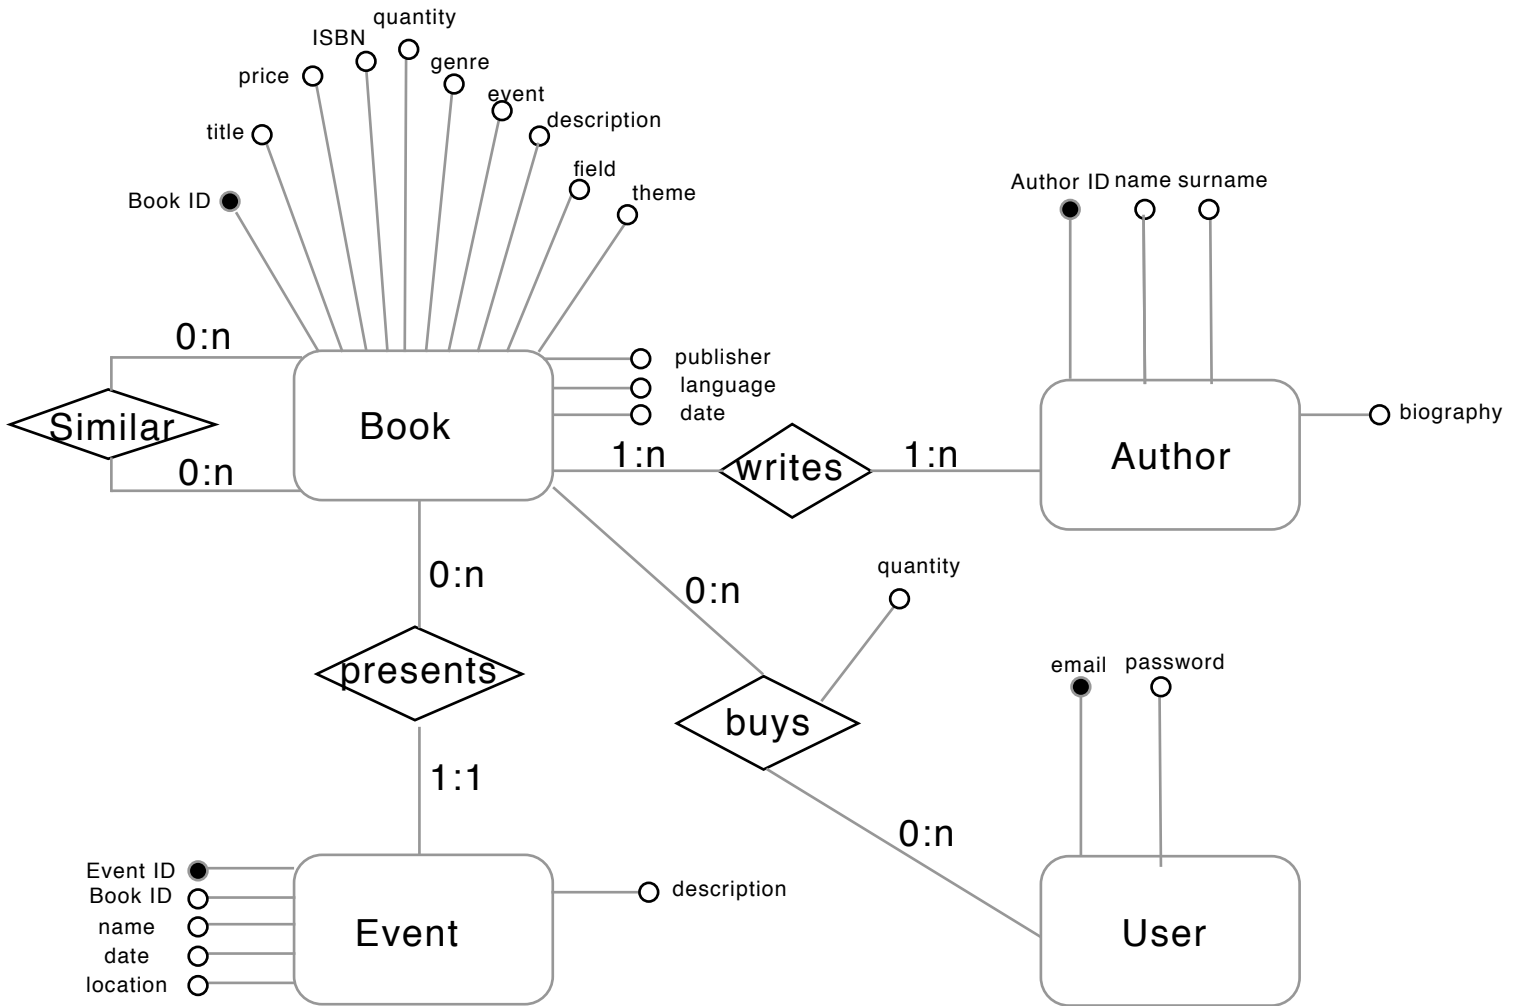 quantity
ISBN
genre
price
event
description
title
field
theme
Book ID
Author ID name surname
0:n
publisher
language
date
Similar
Book
biography
0:n
1:n
writes
1:n
Author
0:n
0:n
quantity
presents
buys
email
password
1:1
0:n
Event ID
Book ID
name
date
location
Event
description
User